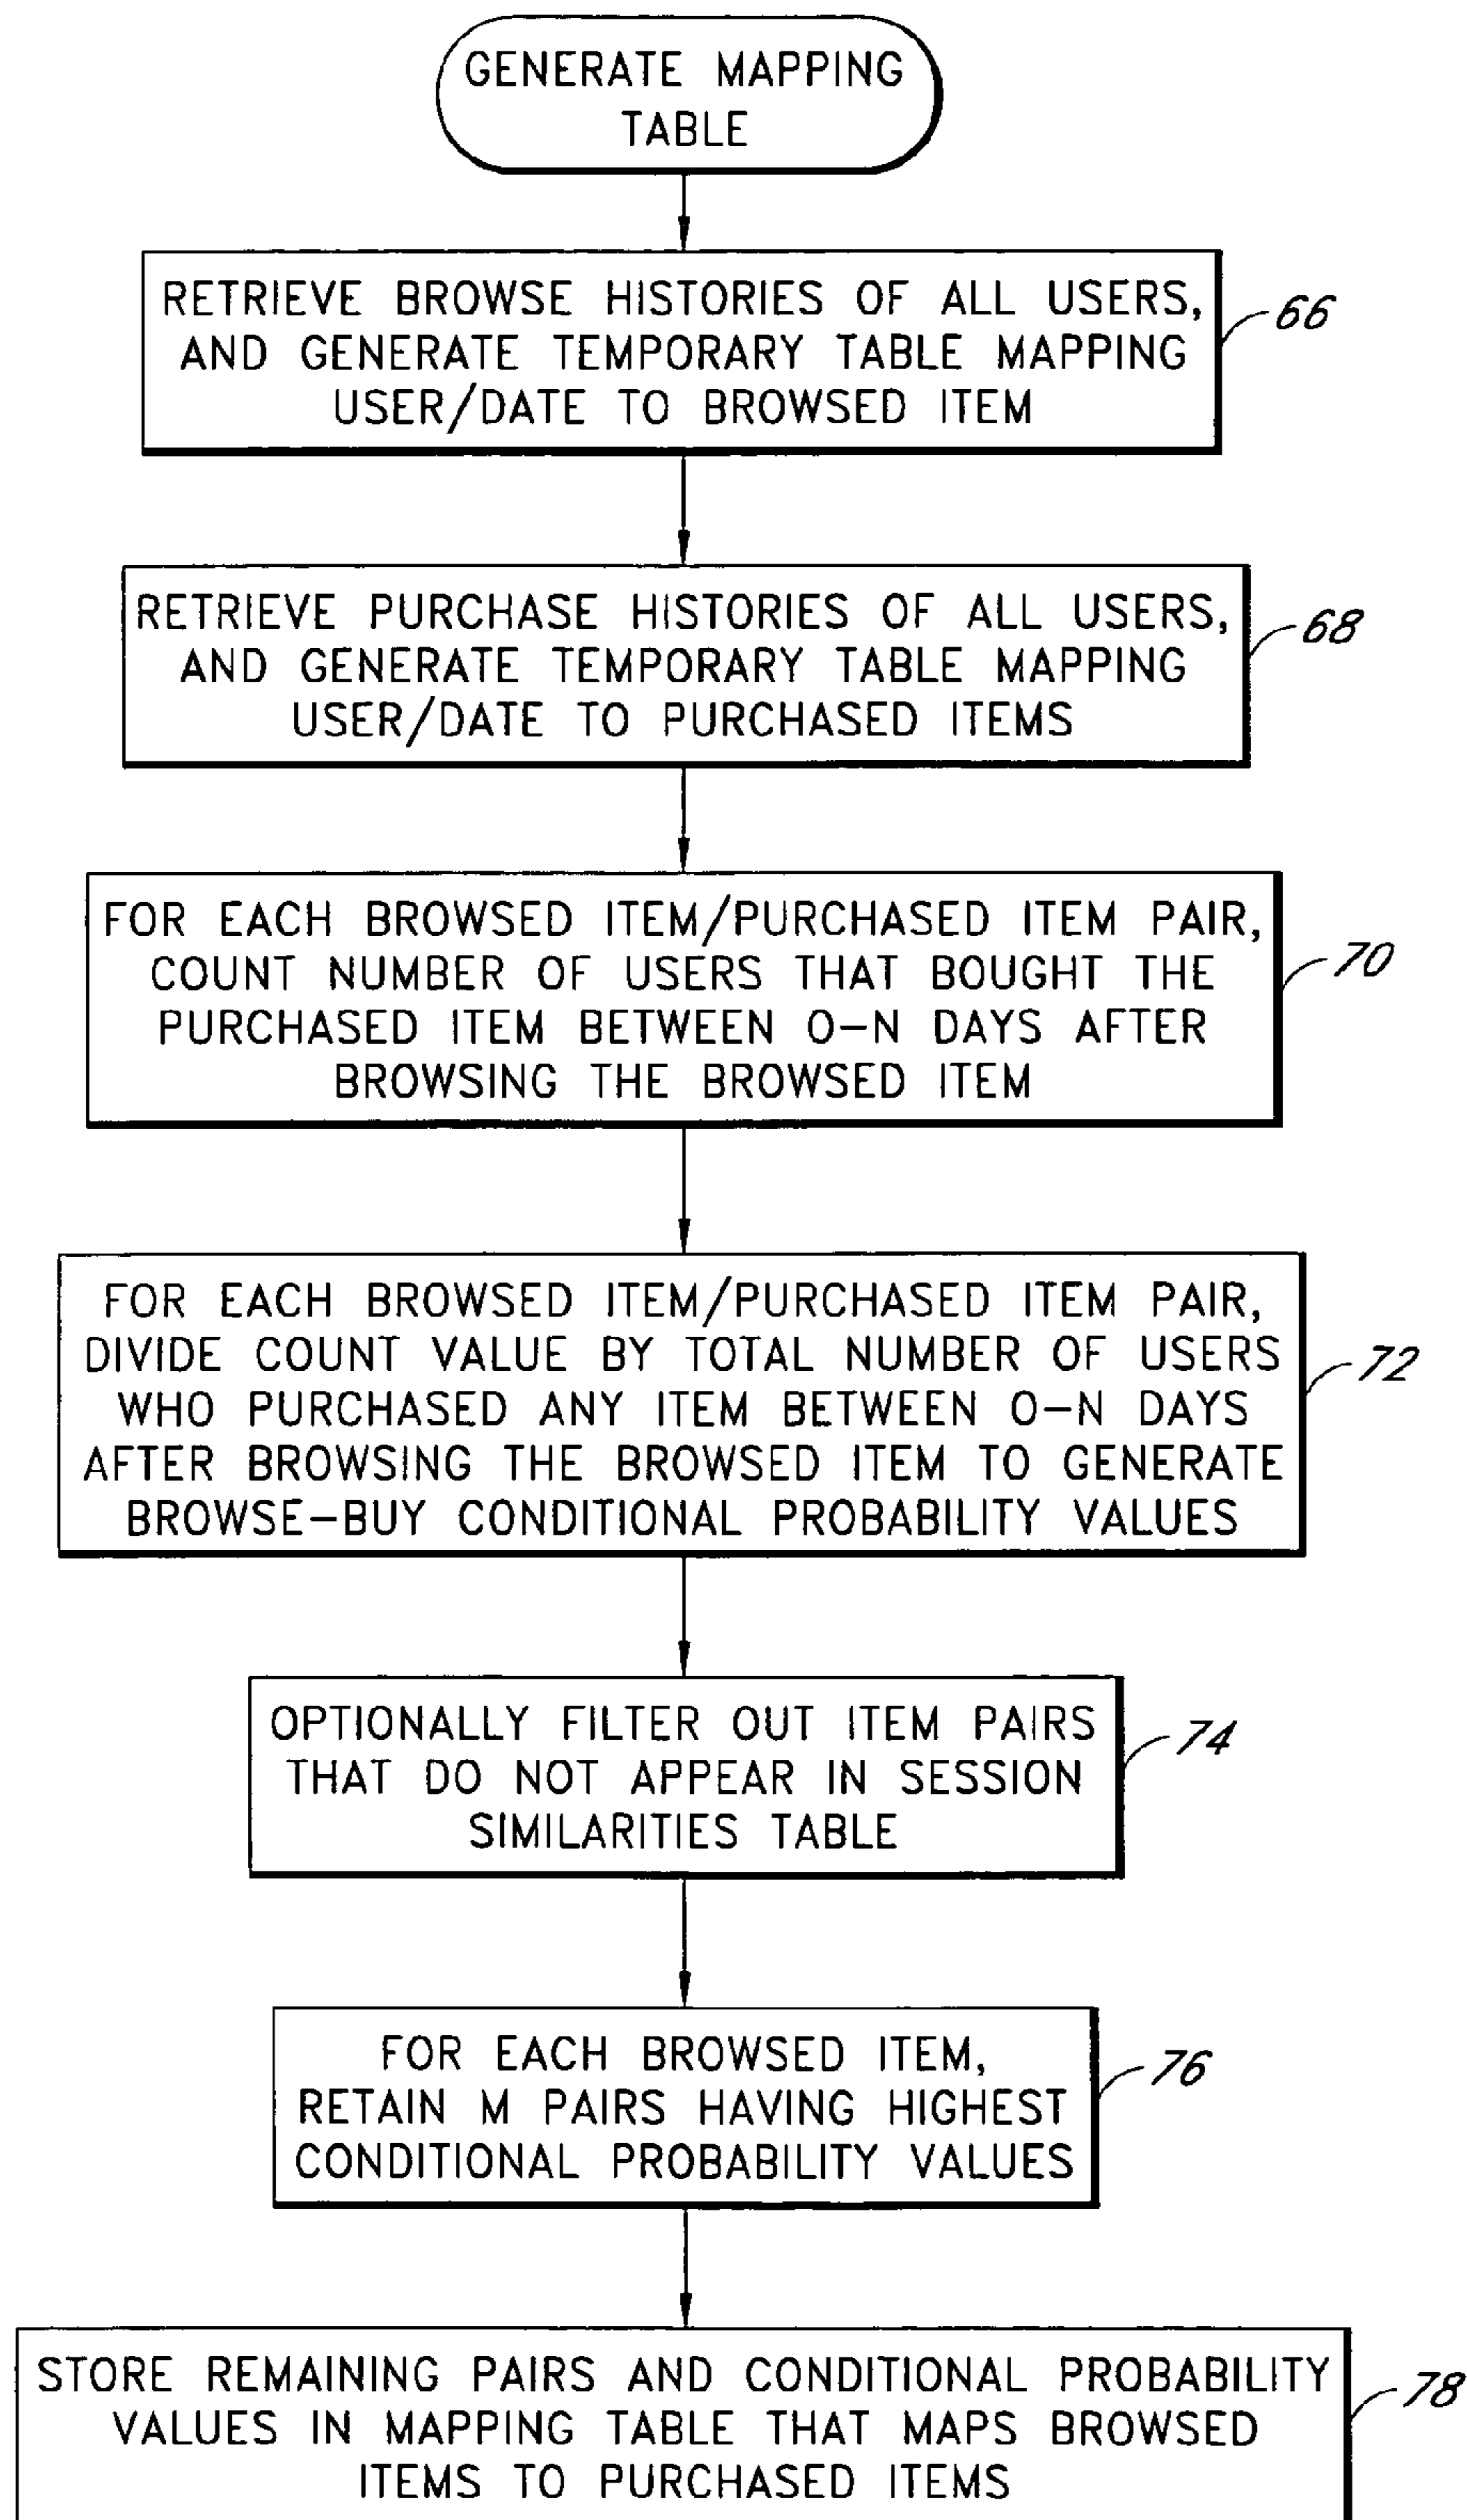 GENERATE MAPPING
TABLE
RETRIEVE BROWSE HISTORIES OF ALL USERS,
AND GENERATE TEMPORARY TABLE MAPPING
USER/DATE TO BROWSED ITEM
66
RETRIEVE PURCHASE HISTORIES OF ALL USERS,
AND GENERATE TEMPORARY TABLE MAPPING
USER/DATE TO PURCHASED ITEMS
68
FOR EACH BROWSED ITEM/PURCHASED ITEM PAIR,
COUNT NUMBER OF USERS THAT BOUGHT THE
PURCHASED ITEM BETWEEN 0-N DAYS AFTER
BROWSING THE BROWSED ITEM
70
FOR EACH BROWSED ITEM/PURCHASED ITEM PAIR,
DIVIDE COUNT VALUE BY TOTAL NUMBER OF USERS
WHO PURCHASED ANY ITEM BETWEEN 0-N DAYS
AFTER BROWSING THE BROWSED ITEM TO GENERATE
BROWSE-BUY CONDITIONAL PROBABILITY VALUES
72
OPTIONALLY FILTER OUT ITEM PAIRS
THAT DO NOT APPEAR IN SESSION
SIMILARITIES TABLE
74
FOR EACH BROWSED ITEM,
RETAIN M PAIRS HAVING HIGHEST
CONDITIONAL PROBABILITY VALUES
76
STORE REMAINING PAIRS AND CONDITIONAL PROBABILITY
VALUES IN MAPPING TABLE THAT MAPS BROWSED
ITEMS TO PURCHASED ITEMS
78